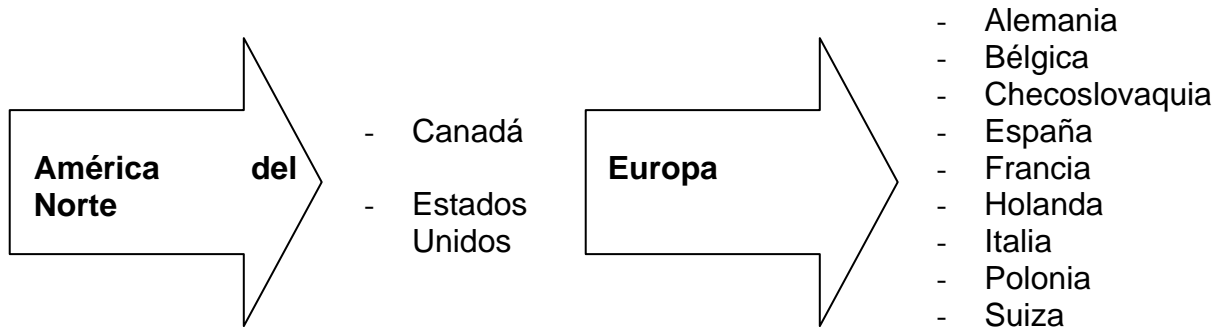 América del
Norte
- Canadá
- Estados
Unidos
Europa
- Alemania
- Bélgica
- Checoslovaquia
- España
- Francia
- Holanda
- Italia
- Polonia
- Suiza